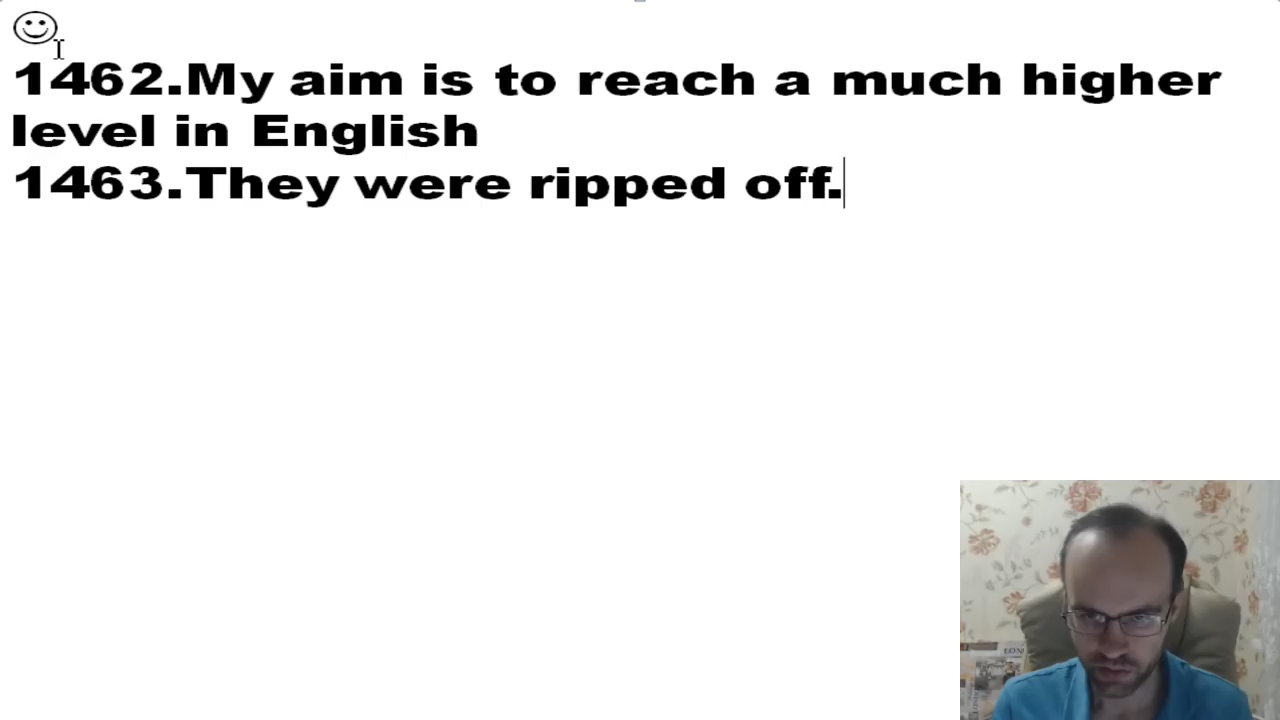 1462.My aim is to reach a much higher
level in English
1463.They were ripped off.